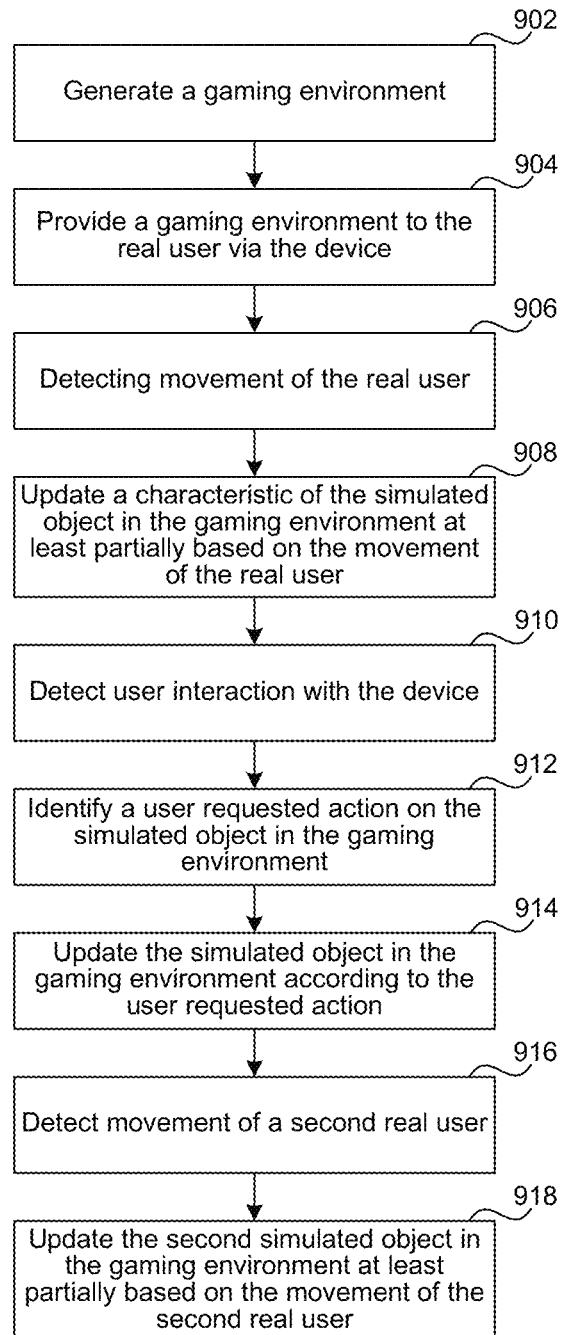 902
Generate a gaming environment
904
Provide a gaming environment to the
real user via the device
906
Detecting movement of the real user
908
Update a characteristic of the simulated
object in the gaming environment at
least partially based on the movement
of the real user
910
Detect user interaction with the device
912
Identify a user requested action on the
simulated object in the gaming
environment
914
Update the simulated object in the
gaming environment according to the
user requested action
916
Detect movement of a second real user
918
Update the second simulated object in
the gaming environment at least
partially based on the movement of the
second real user